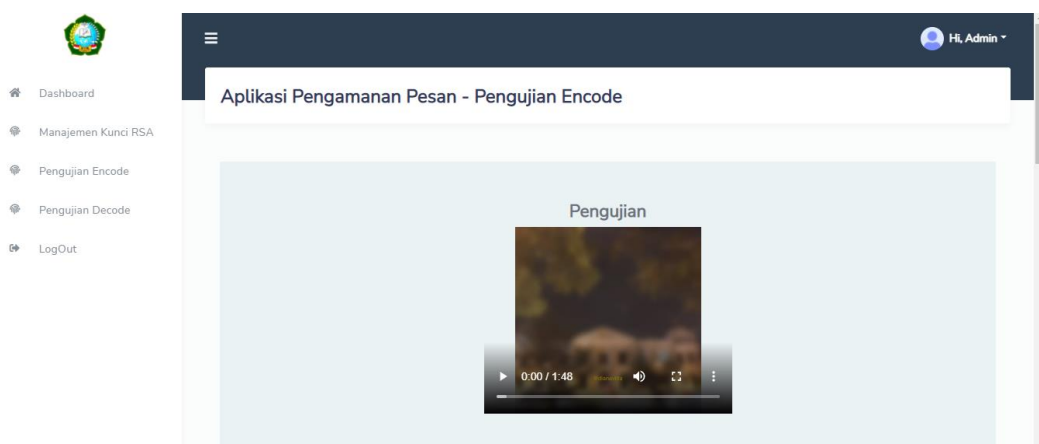 Hi, Admin
Aplikasi Pengamanan Pesan - Pengujian Encode
Dashboard
Manajemen Kunci RSA
Pengujian Encode
Pengujian Decode
LogOut
Pengujian
0:00 / 1:48